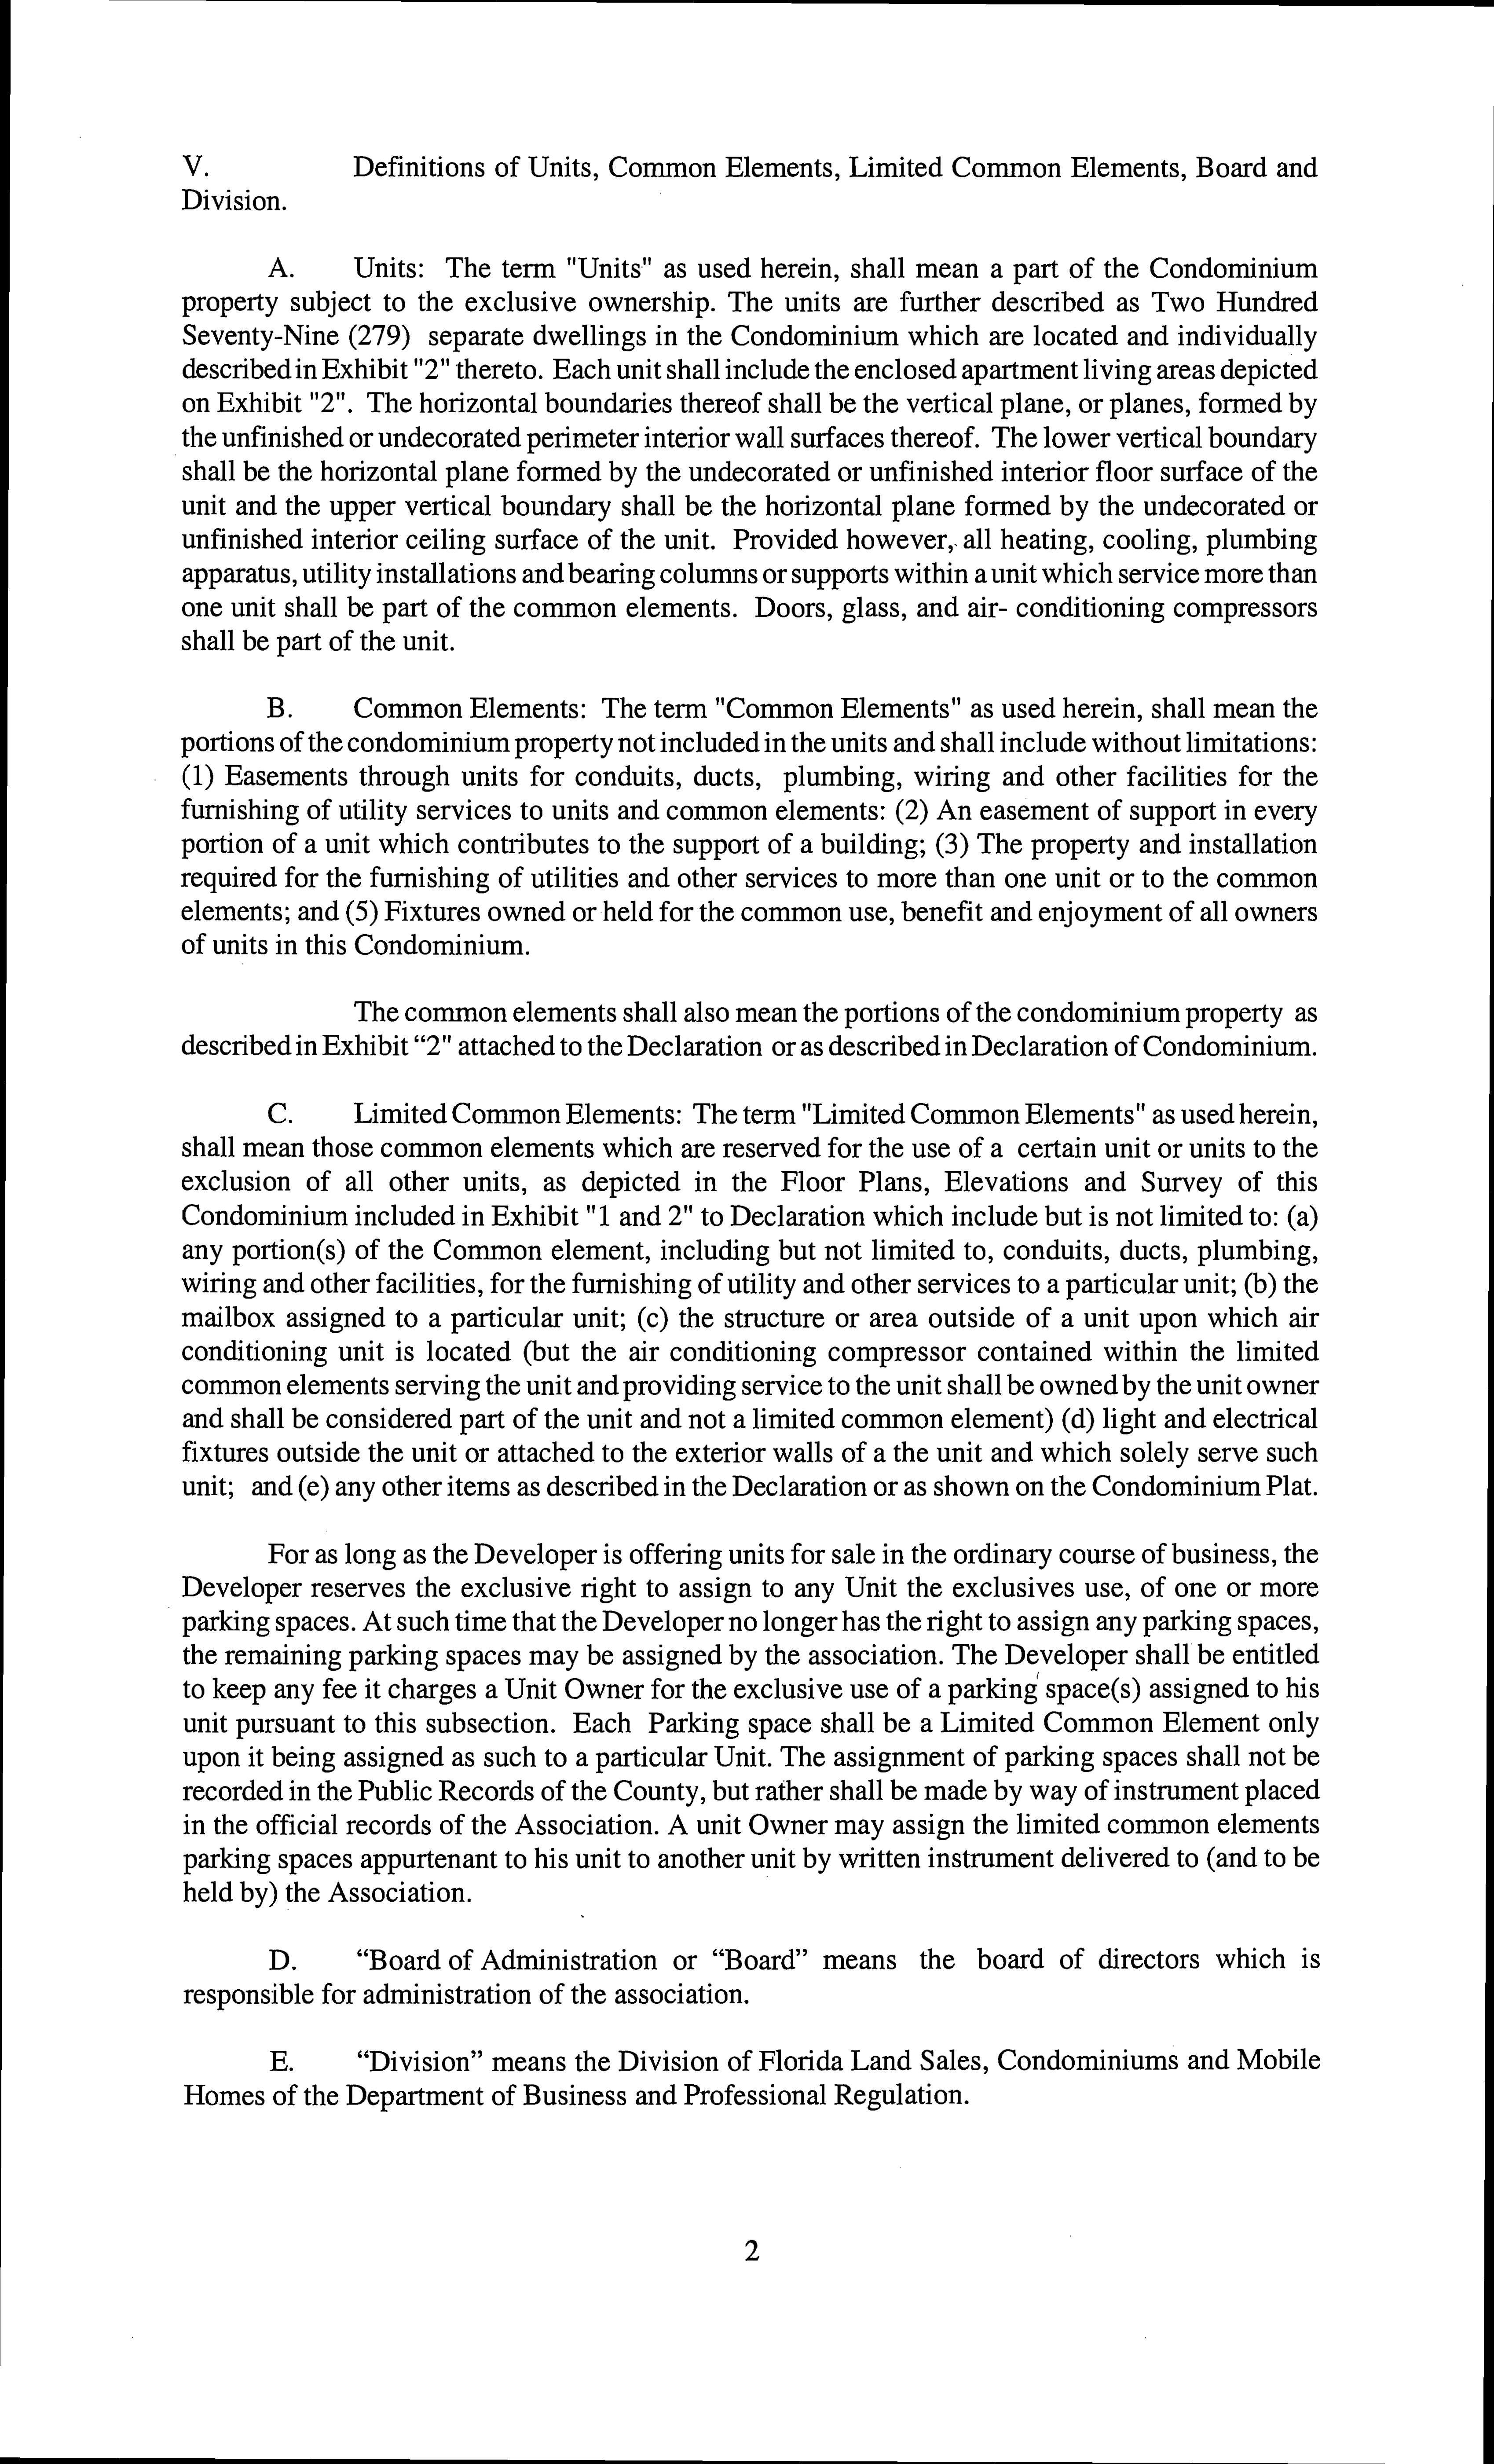 V. Definitions of Units, Common Elements, Limited Common Elements, Board and
Division.
A. Units: The term "Units" as used herein, shall mean a part of the Condominium
property subject to the exclusive ownership. The units are further described as Two Hundred
Seventy-Nine (279) separate dwellings in the Condominium which are located and individually
described in Exhibit "2" thereto. Each unit shall include the enclosed apartment living areas depicted
on Exhibit "2". The horizontal boundaries thereof shall be the vertical plane, or planes, formed by
the unfinished or undecorated perimeter interior wall surfaces thereof. The lower vertical boundary
shall be the horizontal plane formed by the undecorated or unfinished interior floor surface of the
unit and the upper vertical boundary shall be the horizontal plane formed by the undecorated or
unfinished interior ceiling surface of the unit. Provided however, all heating, cooling, plumbing
apparatus, utility installations and bearing columns or supports within a unit which service more than
one unit shall be part of the common elements. Doors, glass, and air- conditioning compressors
shall be part of the unit.
B. Common Elements: The term "Common Elements" as used herein, shall mean the
portions of the condominium property not included in the units and shall include without limitations:
(1) Easements through units for conduits, ducts, plumbing, wiring and other facilities for the
furnishing of utility services to units and common elements: (2) An easement of support in every
portion of a unit which contributes to the support of a building; (3) The property and installation
required for the furnishing of utilities and other services to more than one unit or to the common
elements; and (5) Fixtures owned or held for the common use, benefit and enjoyment of all owners
of units in this Condominium.
The common elements shall also mean the portions of the condominium property as
described in Exhibit “2" attached to the Declaration or as described in Declaration of Condominium.
C. Limited Common Elements: The term "Limited Common Elements" as used herein,
shall mean those common elements which are reserved for the use of a certain unit or units to the
exclusion of all other units, as depicted in the Floor Plans, Elevations and Survey of this
Condominium included in Exhibit "1 and 2" to Declaration which include but is not limited to: (a)
any portion(s) of the Common element, including but not limited to, conduits, ducts, plumbing,
wiring and other facilities, for the furnishing of utility and other services to a particular unit; (b) the
mailbox assigned to a particular unit; (c) the structure or area outside of a unit upon which air
conditioning unit is located (but the air conditioning compressor contained within the limited
common elements serving the unit and providing service to the unit shall be owned by the unit owner
and shall be considered part of the unit and not a limited common element) (d) light and electrical
fixtures outside the unit or attached to the exterior walls of a the unit and which solely serve such
unit; and (e) any other items as described in the Declaration or as shown on the Condominium Plat.
For as long as the Developer is offering units for sale in the ordinary course of business, the
Developer reserves the exclusive right to assign to any Unit the exclusives use, of one or more
parking spaces. At such time that the Developer no longer has the right to assign any parking spaces,
the remaining parking spaces may be assigned by the association. The Developer shall be entitled
to keep any fee it charges a Unit Owner for the exclusive use of a parking space(s) assigned to his
unit pursuant to this subsection. Each Parking space shall be a Limited Common Element only
upon it being assigned as such to a particular Unit. The assignment of parking spaces shall not be
recorded in the Public Records of the County, but rather shall be made by way of instrument placed
in the official records of the Association. A unit Owner may assign the limited common elements
parking spaces appurtenant to his unit to another unit by written instrument delivered to (and to be
held by) the Association.
D. “Board of Administration or “Board” means the board of directors which is
responsible for administration of the association.
E. “Division” means the Division of Florida Land Sales, Condominiums and Mobile
Homes of the Department of Business and Professional Regulation.
2